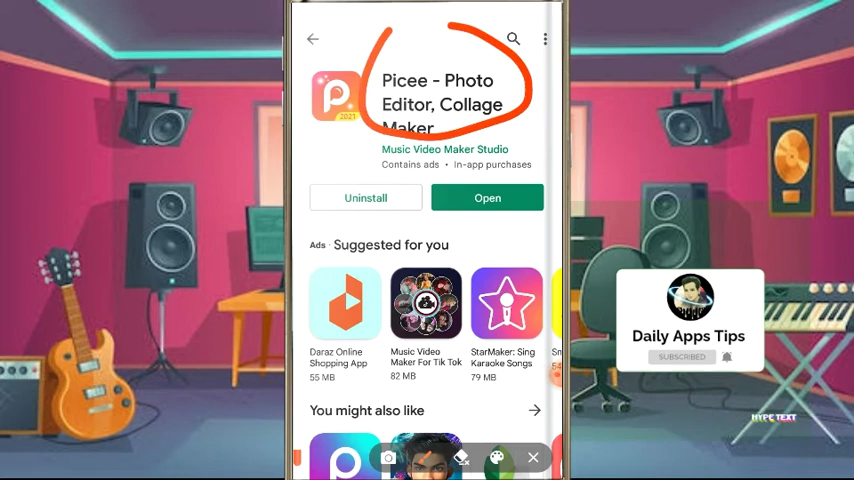 Picee - Photo
Editor, Collage
Maker
2021
Music Video Maker Studio
Contains ads • In-app purchases
Uninstall
Open
Ads · Suggested for you
Daraz Online
Shopping App
55 MB
Music Video
Maker For Tik Tok
82 MB
StarMaker: Sing
Karaoke Songs
79 MB
Sm
54
You might also like
Daily Apps Tips
SUBSCRIBED
HYPE TEXT